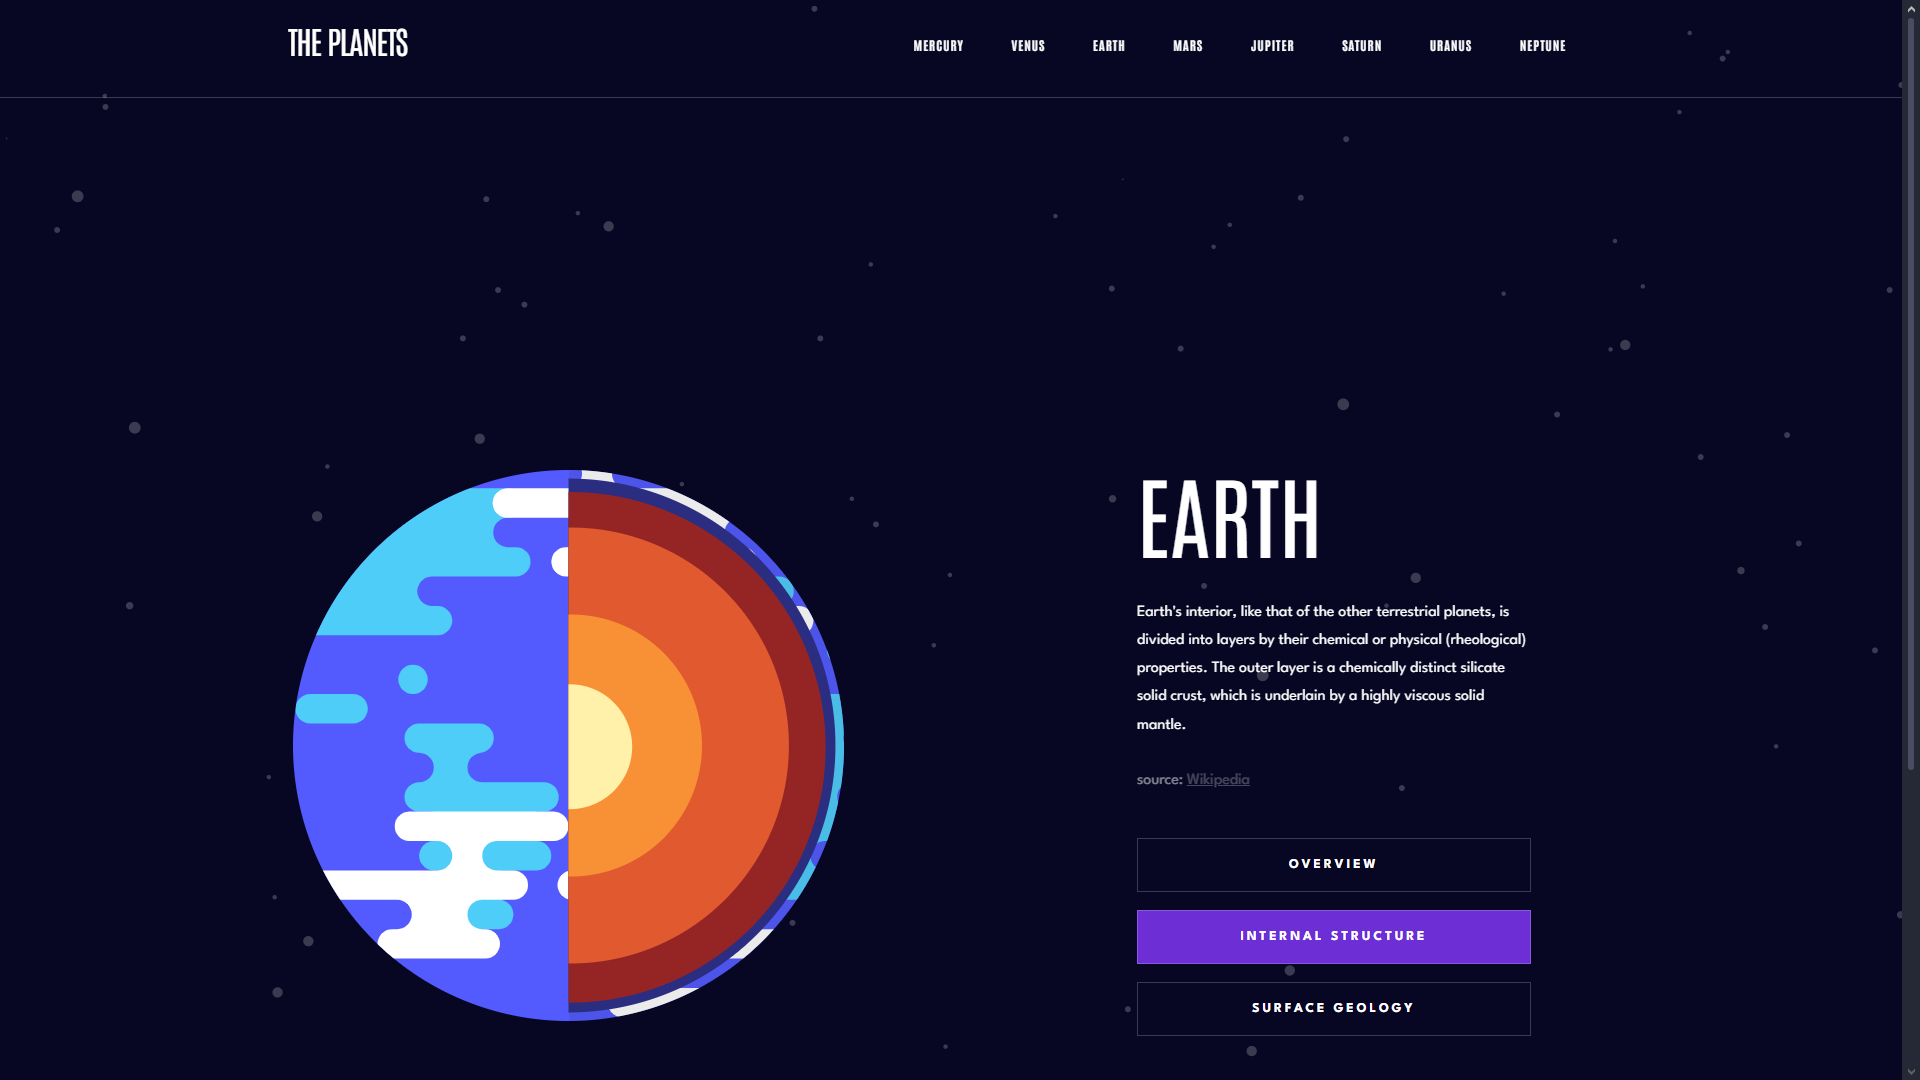 THE PLANETS
MERCURY VENUS EARTH MARS JUPITER SATURN URANUS NEPTUNE
EARTH
Earth's interior, like that of the other terrestrial planets, is
divided into layers by their chemical or physical (rheological)
properties. The outer layer is a chemically distinct silicate
solid crust, which is underlain by a highly viscous solid
mantle.
source: Wikipedia
OVERVIEW
INTERNAL STRUCTURE
SURFACE GEOLOGY